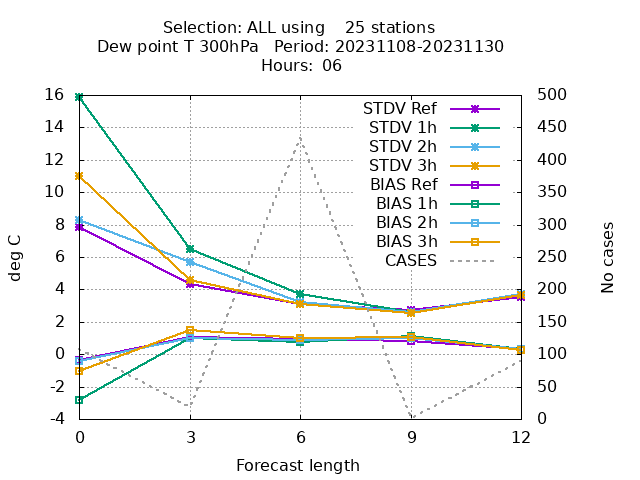 Selection: ALL using    25 stations
Dew point T 300hPa   Period: 20231108-20231130
Hours: 06
16
14
12
10
8
6
4
2
0
-2
-4
deg C
STDV Ref
STDV 1h
STDV 2h
STDV 3h
BIAS Ref
BIAS 1h
BIAS 2h
BIAS 3h
CASES
500
450
400
350
300
250
200
150
100
50
0
No cases
0 3 6 9 12
Forecast length